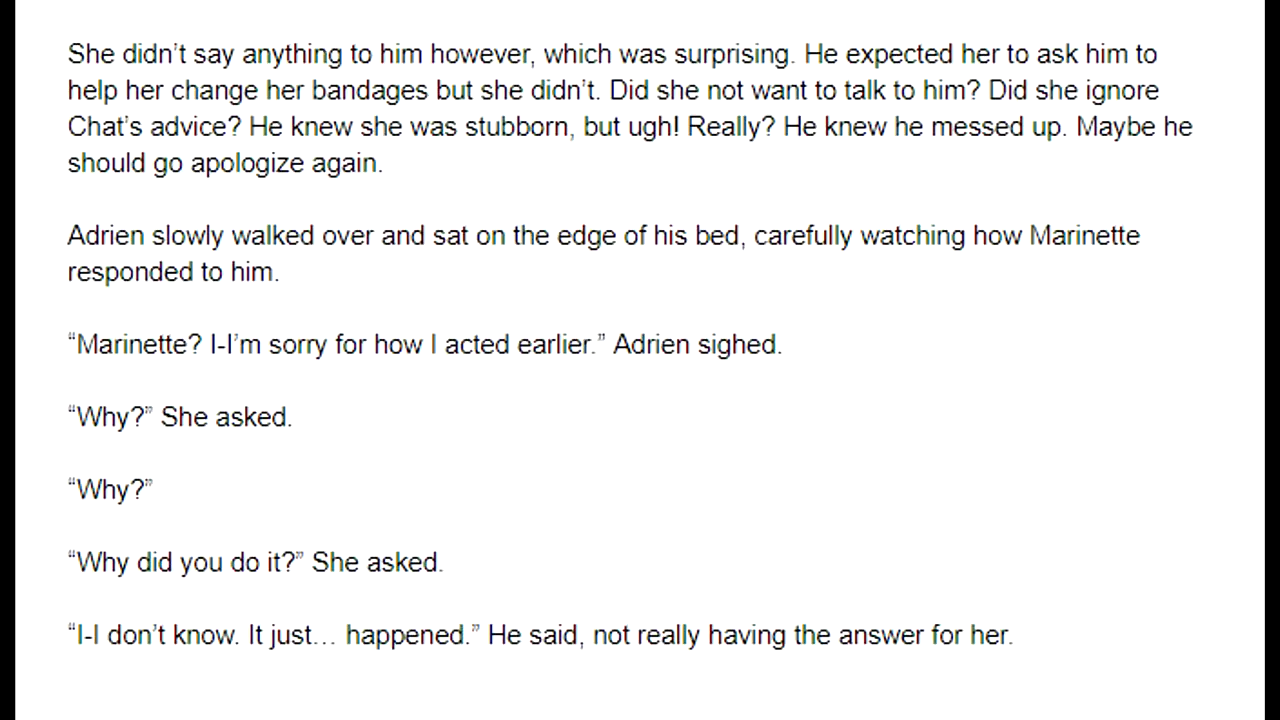 She didn’t say anything to him however, which was surprising. He expected her to ask him to
help her change her bandages but she didn’t. Did she not want to talk to him? Did she ignore
Chat’s advice? He knew she was stubborn, but ugh! Really? He knew he messed up. Maybe he
should go apologize again.
Adrien slowly walked over and sat on the edge of his bed, carefully watching how Marinette
responded to him.
“Marinette? I-I’m sorry for how I acted earlier.” Adrien sighed.
“Why?” She asked.
“Why?”
“Why did you do it?” She asked.
“I-I don’t know. It just… happened.” He said, not really having the answer for her.